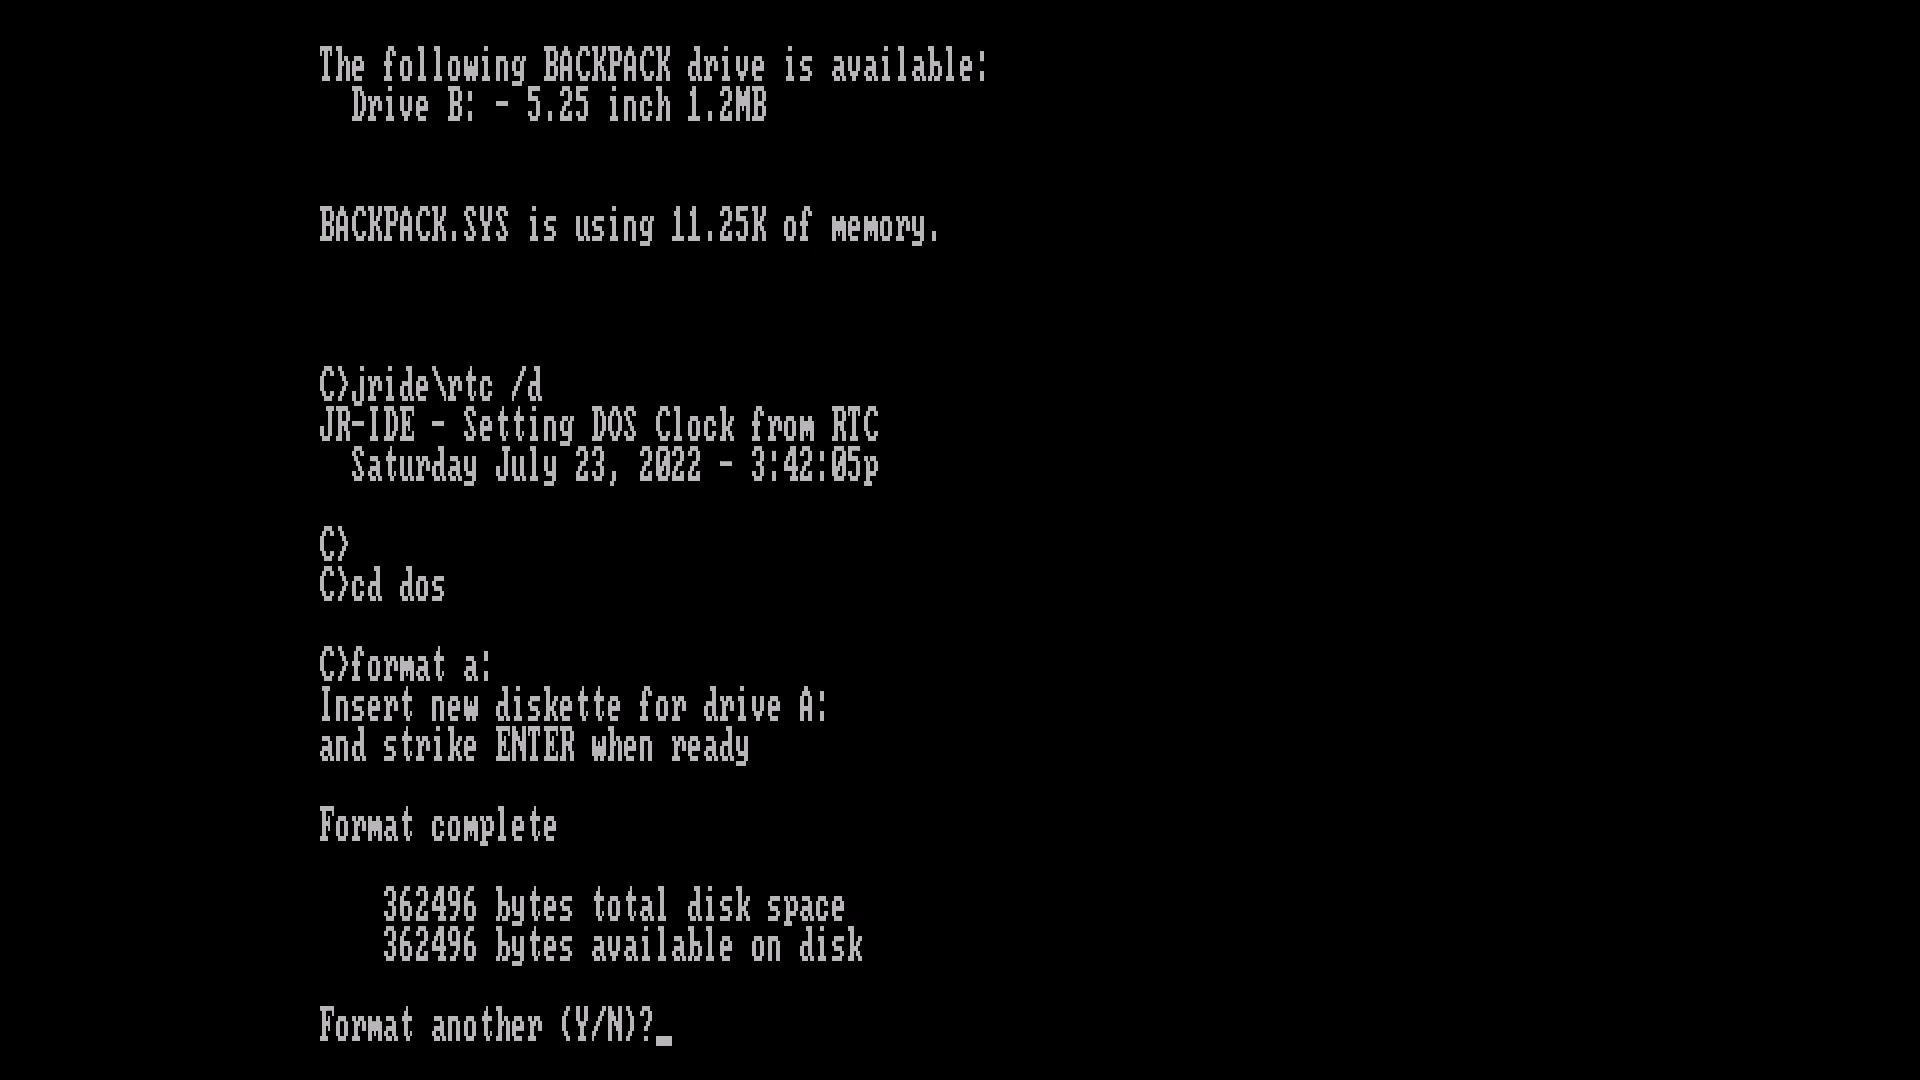 The following BACKPACK drive is available:
Drive B: - 5.25 inch 1.2MB
BACKPACK.SYS is using 11.25K of memory.
C>jride\rtc /d
JR-IDE - Setting DOS Clock from RTC
Saturday July 23, 2022 - 3:42:05p
C>
C>cd dos
C>format a:
Insert new diskette for drive A:
and strike ENTER when ready
Format complete
362496 bytes total disk space
362496 bytes available on disk
Format another (Y/N)?_